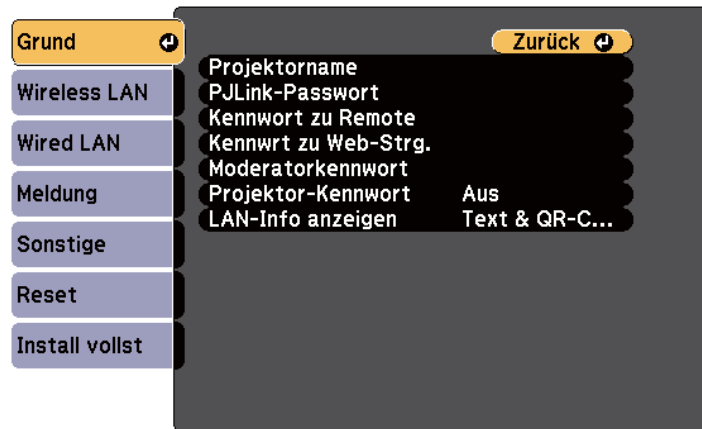 Grund
Wireless LAN
Wired LAN
Meldung
Sonstige
Reset
Install vollst
Zurück
Projektorname
PJLink-Passwort
Kennwort zu Remote
Kennwrt zu Web-Strg.
Moderatorkennwort
Projektor-Kennwort Aus
LAN-Info anzeigen Text & QR-C...